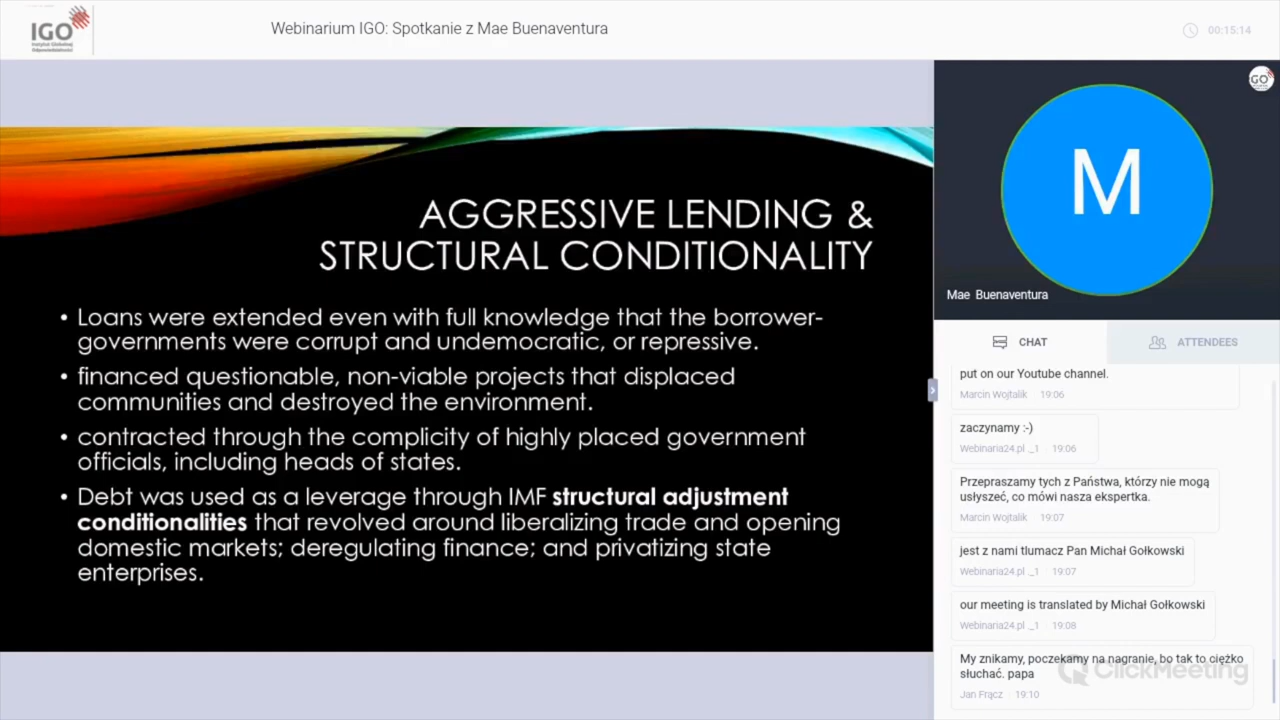 IGO
Instytut Globalnej
Odpowiedzialności
Webinarium IGO: Spotkanie z Mae Buenaventura
00:15:14
AGGRESSIVE LENDING &
STRUCTURAL CONDITIONALITY
• Loans were extended even with full knowledge that the borrower-
governments were corrupt and undemocratic, or repressive.
• financed questionable, non-viable projects that displaced
communities and destroyed the environment.
• contracted through the complicity of highly placed government
officials, including heads of states.
• Debt was used as a leverage through IMF structural adjustment
conditionalities that revolved around liberalizing trade and opening
domestic markets; deregulating finance; and privatizing state
enterprises.
IGO
M
Mae Buenaventura
CHAT
ATTENDEES
put on our Youtube channel.
Marcin Wojtalik 19:06
zaczynamy :-)
Webinaria24.pl ._1 19:06
Przepraszamy tych z Państwa, którzy nie mogą
usłyszeć, co mówi nasza ekspertka.
Marcin Wojtalik 19:07
jest z nami tlumacz Pan Michał Gołkowski
Webinaria24.pl ._1 19:07
our meeting is translated by Michał Gołkowski
Webinaria24.pl ._1 19:08
My znikamy, poczekamy na nagranie, bo tak to ciężko
słuchać. papa
Jan Frącz 19:10
ClickMeeting